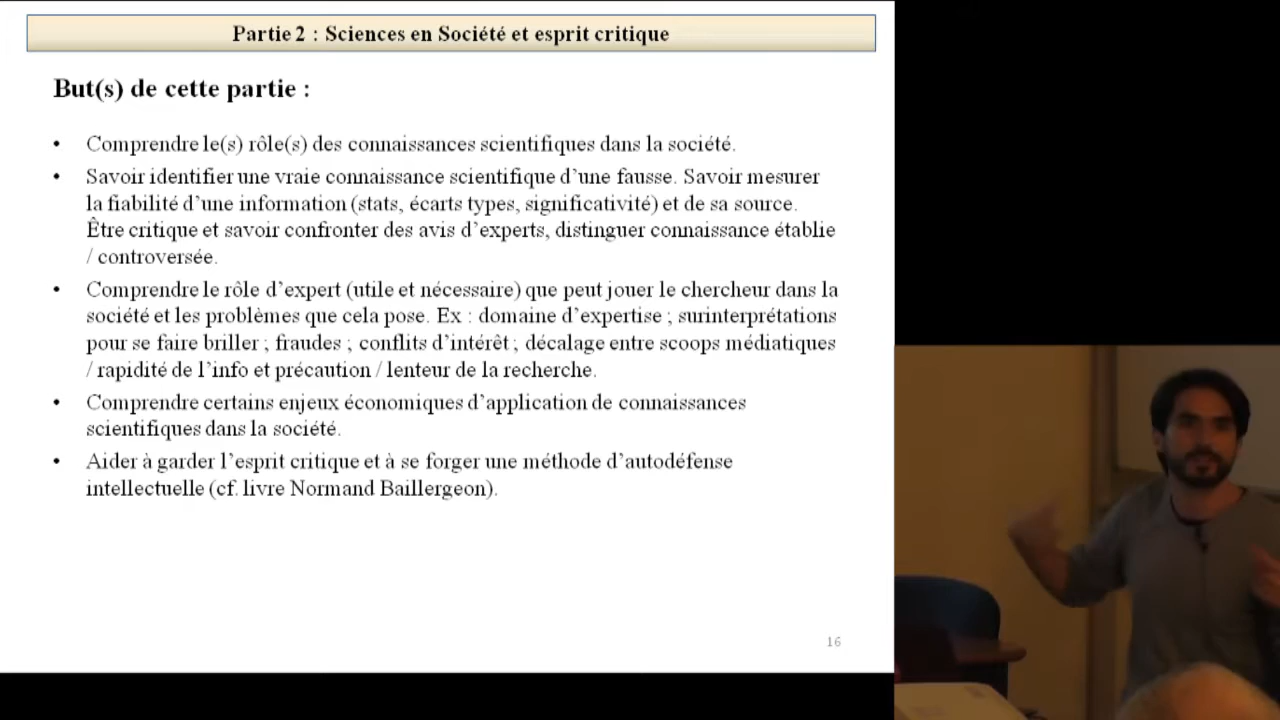 Partie 2 : Sciences en Société et esprit critique
But(s) de cette partie :
• Comprendre le(s) rôle(s) des connaissances scientifiques dans la société.
• Savoir identifier une vraie connaissance scientifique d’une fausse. Savoir mesurer
la fiabilité d’une information (stats, écarts types, significativité) et de sa source.
Être critique et savoir confronter des avis d’experts, distinguer connaissance établie
/ controversée.
• Comprendre le rôle d’expert (utile et nécessaire) que peut jouer le chercheur dans la
société et les problèmes que cela pose. Ex : domaine d’expertise ; surinterprétations
pour se faire briller ; fraudes ; conflits d’intérêt ; décalage entre scoops médiatiques
/ rapidité de l’info et précaution / lenteur de la recherche.
• Comprendre certains enjeux économiques d’application de connaissances
scientifiques dans la société.
• Aider à garder l’esprit critique et à se forger une méthode d’autodéfense
intellectuelle (cf. livre Normand Baillergeon).
16